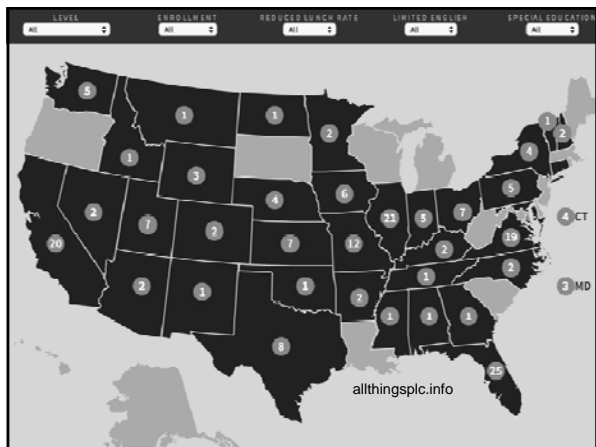 LEVEL ENROLLMENT REDUCED LUNCH RATE LIMITED ENGLISH SPECIAL EDUCATION
All All All All All
5
1 1 2 1 2
1 4
3
4 6 5
2 7 2 21 5 7 4 CT
20 7 12 2 19
2 1 1 2 1 2
3 MD
1 1 1
8
25
allthingsplc.info